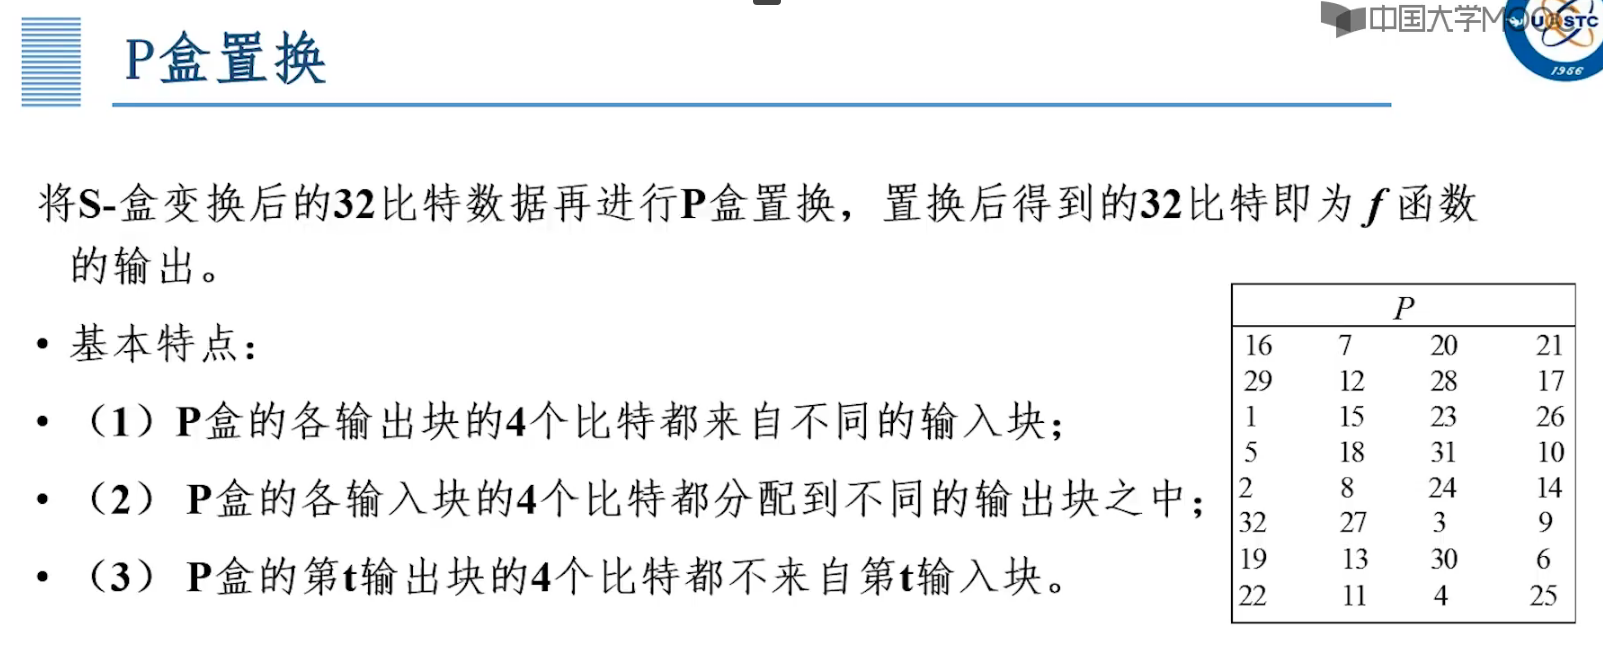 中国大学MOOC
P盒置换
1956
将S-盒变换后的32比特数据再进行P盒置换，置换后得到的32比特即为f函数
的输出。
• 基本特点：
• （1）P盒的各输出块的4个比特都来自不同的输入块；
• （2） P盒的各输入块的4个比特都分配到不同的输出块之中；
• （3） P盒的第t输出块的4个比特都不来自第t输入块。
P
16 7 20 21
29 12 28 17
1 15 23 26
5 18 31 10
2 8 24 14
32 27 3 9
19 13 30 6
22 11 4 25